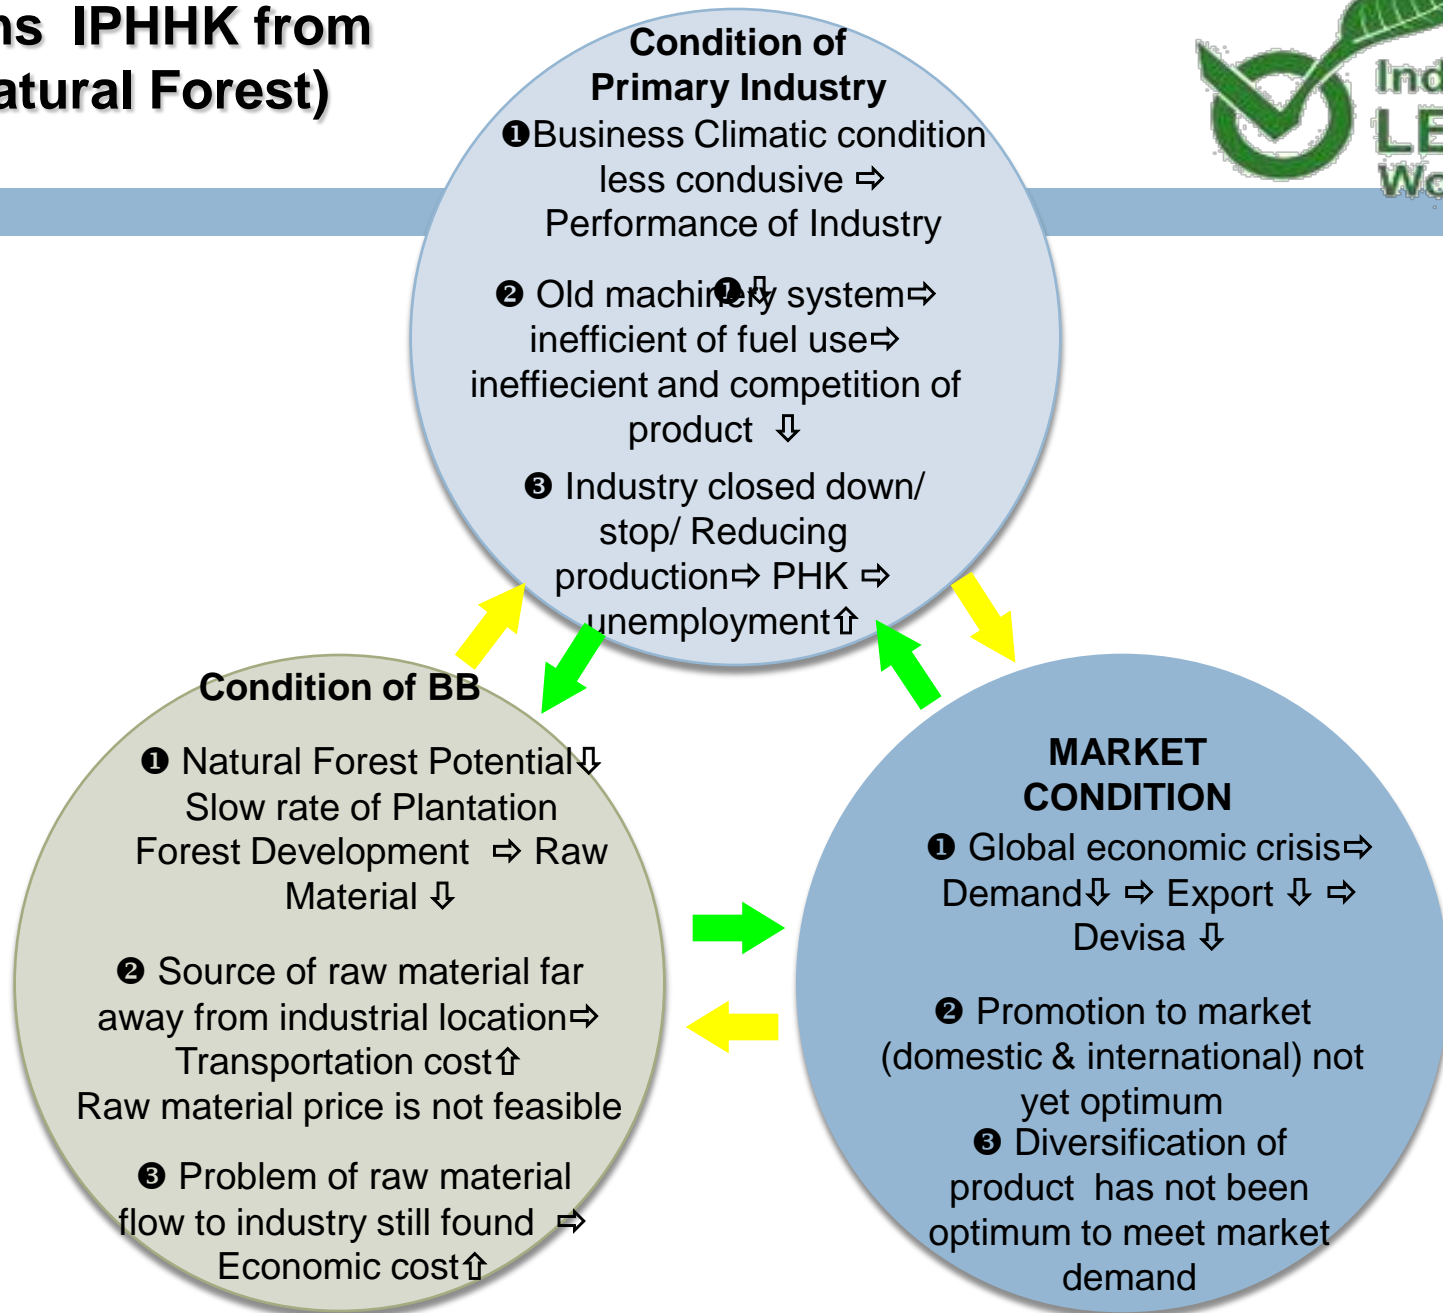 ns IPHHK from
atural Forest)
Ind
LE
Wo
Condition of
Primary Industry
❶Business Climatic condition
less condusive ⇨
Performance of Industry
❶⇩
❷ Old machinery system⇨
inefficient of fuel use⇨
ineffiecient and competition of
product ⇩
❸ Industry closed down/
stop/ Reducing
production⇨ PHK ⇨
unemployment⇧
Condition of BB
❶ Natural Forest Potential⇩
Slow rate of Plantation
Forest Development ⇨ Raw
Material ⇩
❷ Source of raw material far
away from industrial location⇨
Transportation cost⇧
Raw material price is not feasible
❸ Problem of raw material
flow to industry still found ⇨
Economic cost⇧
MARKET
CONDITION
❶ Global economic crisis⇨
Demand⇩ ⇨ Export ⇩ ⇨
Devisa ⇩
❷ Promotion to market
(domestic & international) not
yet optimum
❸ Diversification of
product has not been
optimum to meet market
demand